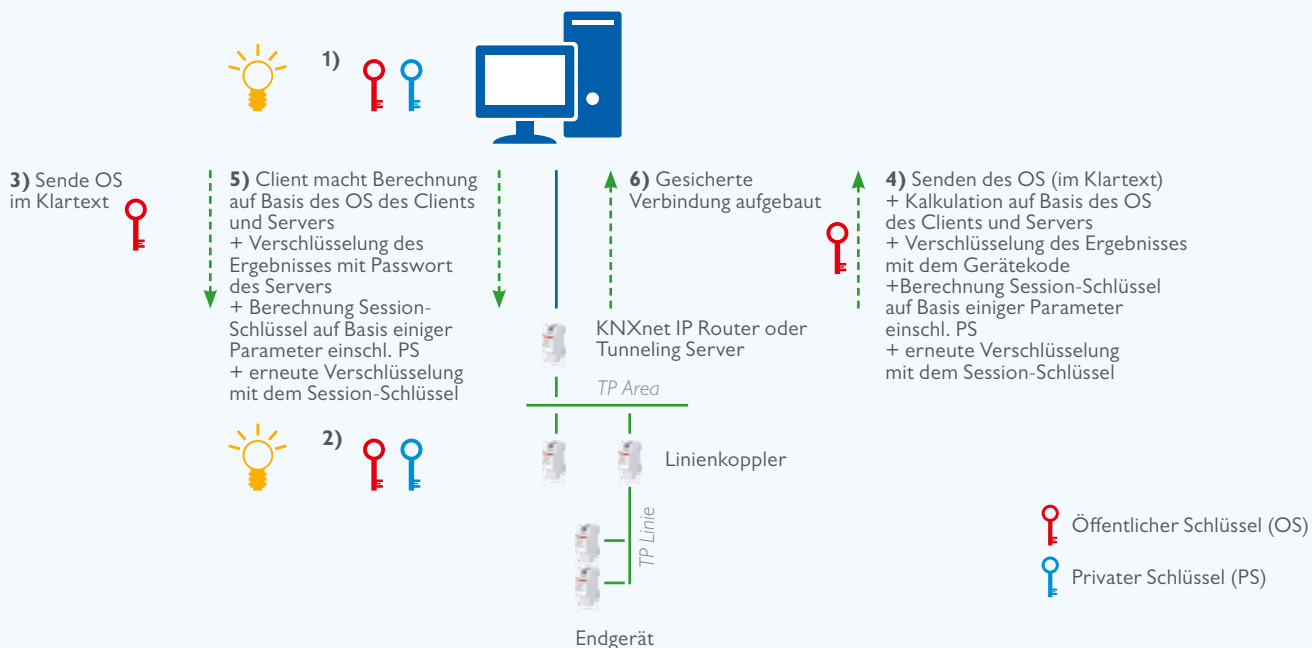 1)
3) Sende OS
im Klartext
5) Client macht Berechnung
auf Basis des OS des Clients
und Servers
+ Verschlüsselung des
Ergebnisses mit Passwort
des Servers
+ Berechnung Session-
Schlüssel auf Basis einiger
Parameter einschl. PS
+ erneute Verschlüsselung
mit dem Session-Schlüssel
6) Gesicherte
Verbindung aufgebaut
4) Senden des OS (im Klartext)
+ Kalkulation auf Basis des OS
des Clients und Servers
+ Verschlüsselung des Ergebnisses
mit dem Gerätekode
+Berechnung Session-Schlüssel
auf Basis einiger Parameter
einschl. PS
+ erneute Verschlüsselung
mit dem Session-Schlüssel
KNXnet IP Router oder
Tunneling Server
TP Area
2)
Linienkoppler
TP Linie
Endgerät
Öffentlicher Schlüssel (OS)
Privater Schlüssel (PS)